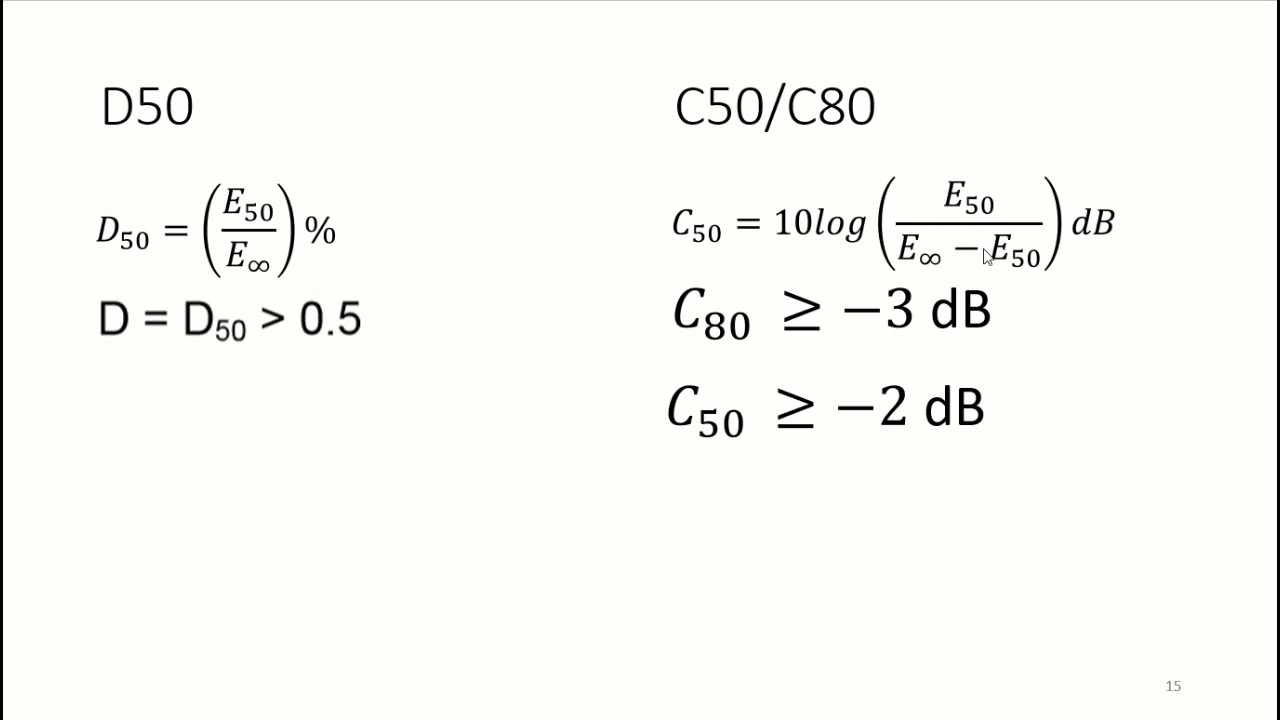 D50
D₅₀ = (E₅₀/E∞) %
D = D₅₀ > 0.5
C50/C80
C₅₀ = 10log (E₅₀/(E∞ − E₅₀)) dB
C₈₀ ≥ −3 dB
C₅₀ ≥ −2 dB
15